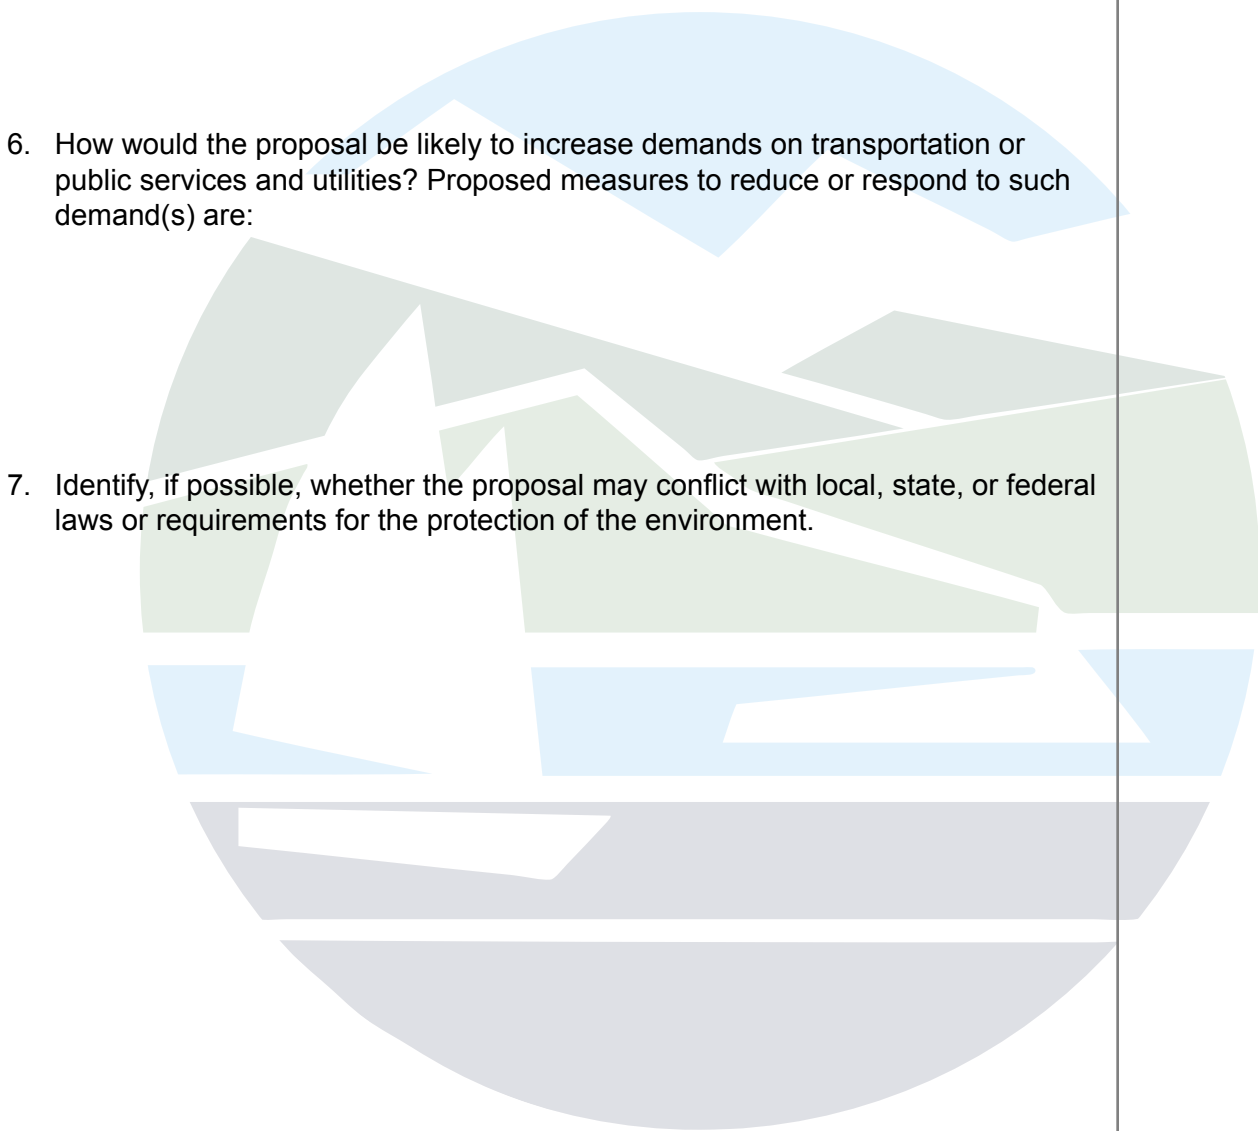 6. How would the proposal be likely to increase demands on transportation or
public services and utilities? Proposed measures to reduce or respond to such
demand(s) are:
7. Identify, if possible, whether the proposal may conflict with local, state, or federal
laws or requirements for the protection of the environment.